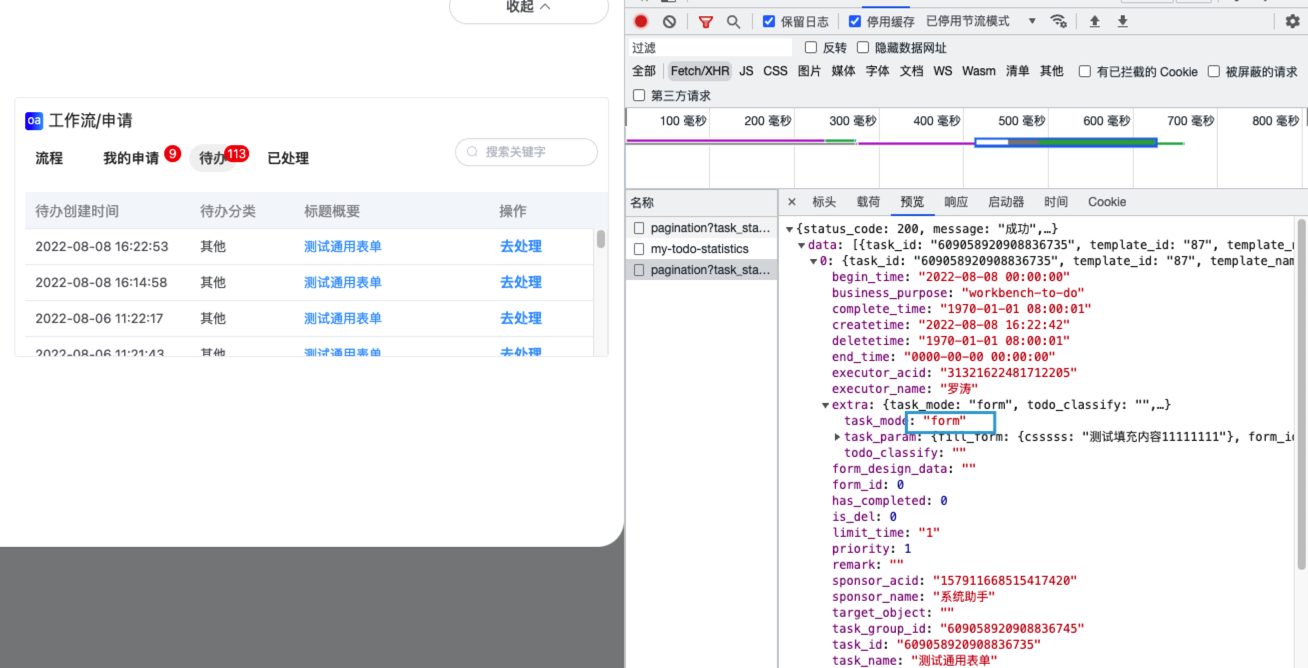 收起
oa 工作流/申请
流程 我的申请 9 待办 113 已处理
搜索关键字
待办创建时间 待办分类 标题概要 操作
2022-08-08 16:22:53 其他 测试通用表单 去处理
2022-08-08 16:14:58 其他 测试通用表单 去处理
2022-08-06 11:22:17 其他 测试通用表单 去处理
2022-08-06 11:21:43 其他 测试通用表单 去处理
保留日志 停用缓存 已停用节流模式
过滤 反转 隐藏数据网址
全部 Fetch/XHR JS CSS 图片 媒体 字体 文档 WS Wasm 清单 其他 有已拦截的 Cookie 被屏蔽的请求
第三方请求
100 毫秒 200 毫秒 300 毫秒 400 毫秒 500 毫秒 600 毫秒 700 毫秒 800 毫秒
名称
pagination?task_sta...
my-todo-statistics
pagination?task_sta...
× 标头 载荷 预览 响应 启动器 时间 Cookie
{status_code: 200, message: "成功",…}
data: [{task_id: "609058920908836735", template_id: "87", template_
0: {task_id: "609058920908836735", template_id: "87", template_nam
begin_time: "2022-08-08 00:00:00"
business_purpose: "workbench-to-do"
complete_time: "1970-01-01 08:00:01"
createtime: "2022-08-08 16:22:42"
deletetime: "1970-01-01 08:00:01"
end_time: "0000-00-00 00:00:00"
executor_acid: "31321622481712205"
executor_name: "罗涛"
extra: {task_mode: "form", todo_classify: "",…}
task_mode: "form"
task_param: {fill_form: {csssss: "测试填充内容11111111"}, form_id
todo_classify: ""
form_design_data: ""
form_id: 0
has_completed: 0
is_del: 0
limit_time: "1"
priority: 1
remark: ""
sponsor_acid: "157911668515417420"
sponsor_name: "系统助手"
target_object: ""
task_group_id: "609058920908836745"
task_id: "609058920908836735"
task_name: "测试通用表单"